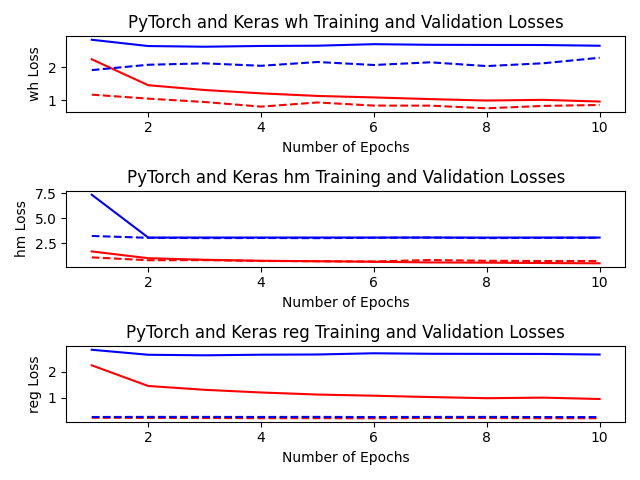 PyTorch and Keras wh Training and Validation Losses
wh Loss
2
1
2 4 6 8 10
Number of Epochs
PyTorch and Keras hm Training and Validation Losses
hm Loss
7.5
5.0
2.5
2 4 6 8 10
Number of Epochs
PyTorch and Keras reg Training and Validation Losses
reg Loss
2
1
2 4 6 8 10
Number of Epochs